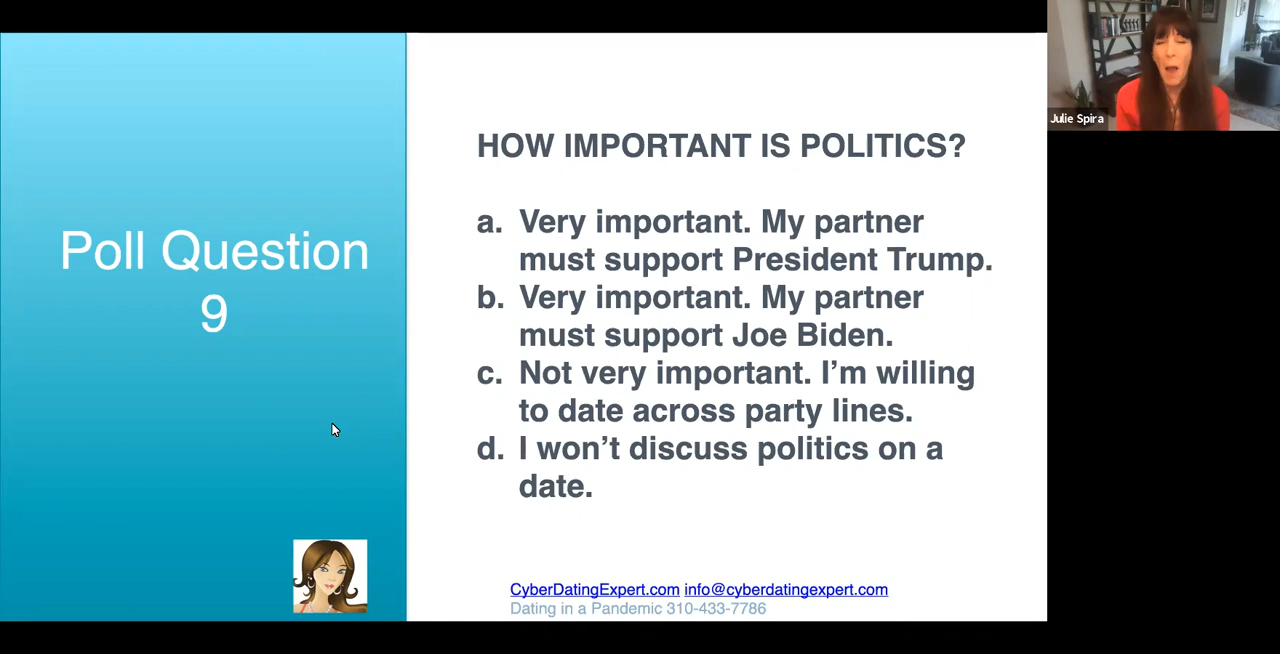 Poll Question
9
HOW IMPORTANT IS POLITICS?
a. Very important. My partner
must support President Trump.
b. Very important. My partner
must support Joe Biden.
c. Not very important. I’m willing
to date across party lines.
d. I won’t discuss politics on a
date.
CyberDatingExpert.com info@cyberdatingexpert.com
Dating in a Pandemic 310-433-7786
Julie Spira